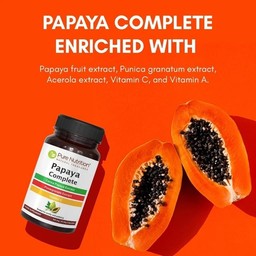 PAPAYA COMPLETE
ENRICHED WITH
Papaya fruit extract, Punica granatum extract,
Acerola extract, Vitamin C, and Vitamin A.
Pure Nutrition
Papaya
Complete